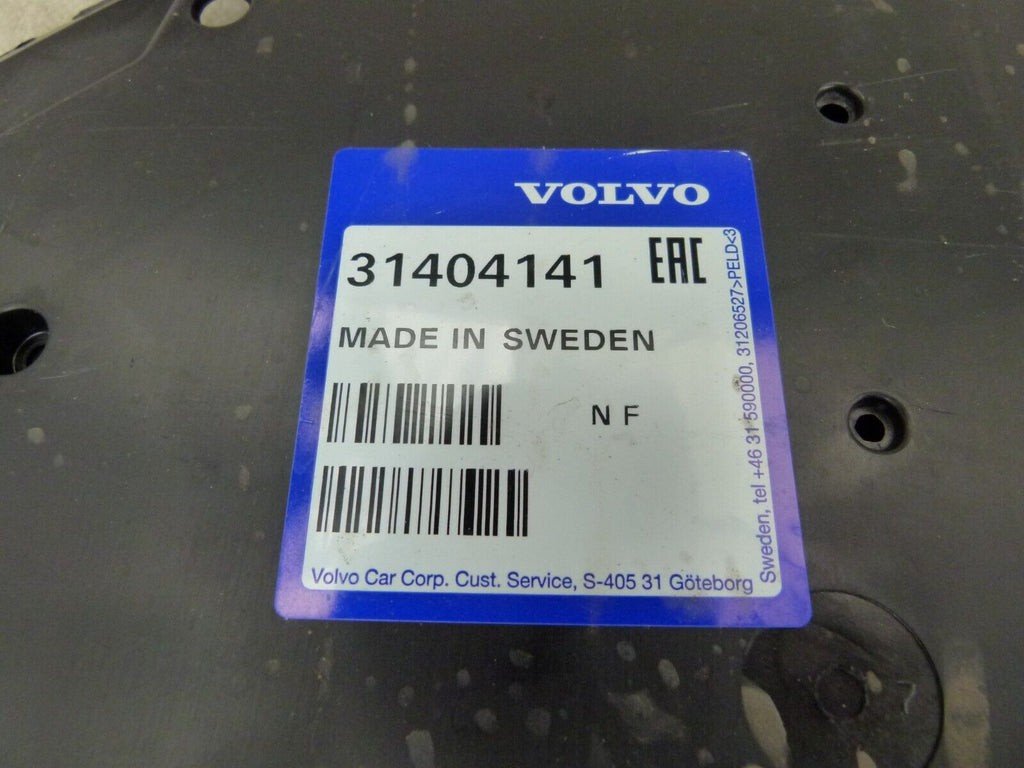 VOLVO
31404141
EAC
MADE IN SWEDEN
N F
Volvo Car Corp. Cust. Service, S-405 31 Göteborg
Sweden, tel +46 31 590000, 31206527>PELD<3